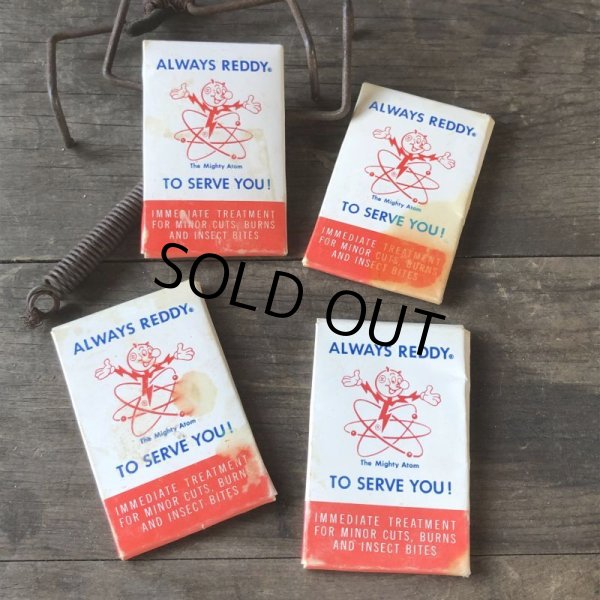 ALWAYS REDDY®
The Mighty Atom
TO SERVE YOU!
IMMEDIATE TREATMENT
FOR MINOR CUTS, BURNS
AND INSECT BITES
ALWAYS REDDY®
The Mighty Atom
TO SERVE YOU!
IMMEDIATE TREATMENT
FOR MINOR CUTS, BURNS
AND INSECT BITES
SOLD OUT
ALWAYS REDDY®
The Mighty Atom
TO SERVE YOU!
IMMEDIATE TREATMENT
FOR MINOR CUTS, BURNS
AND INSECT BITES
ALWAYS REDDY®
The Mighty Atom
TO SERVE YOU!
IMMEDIATE TREATMENT
FOR MINOR CUTS, BURNS
AND INSECT BITES